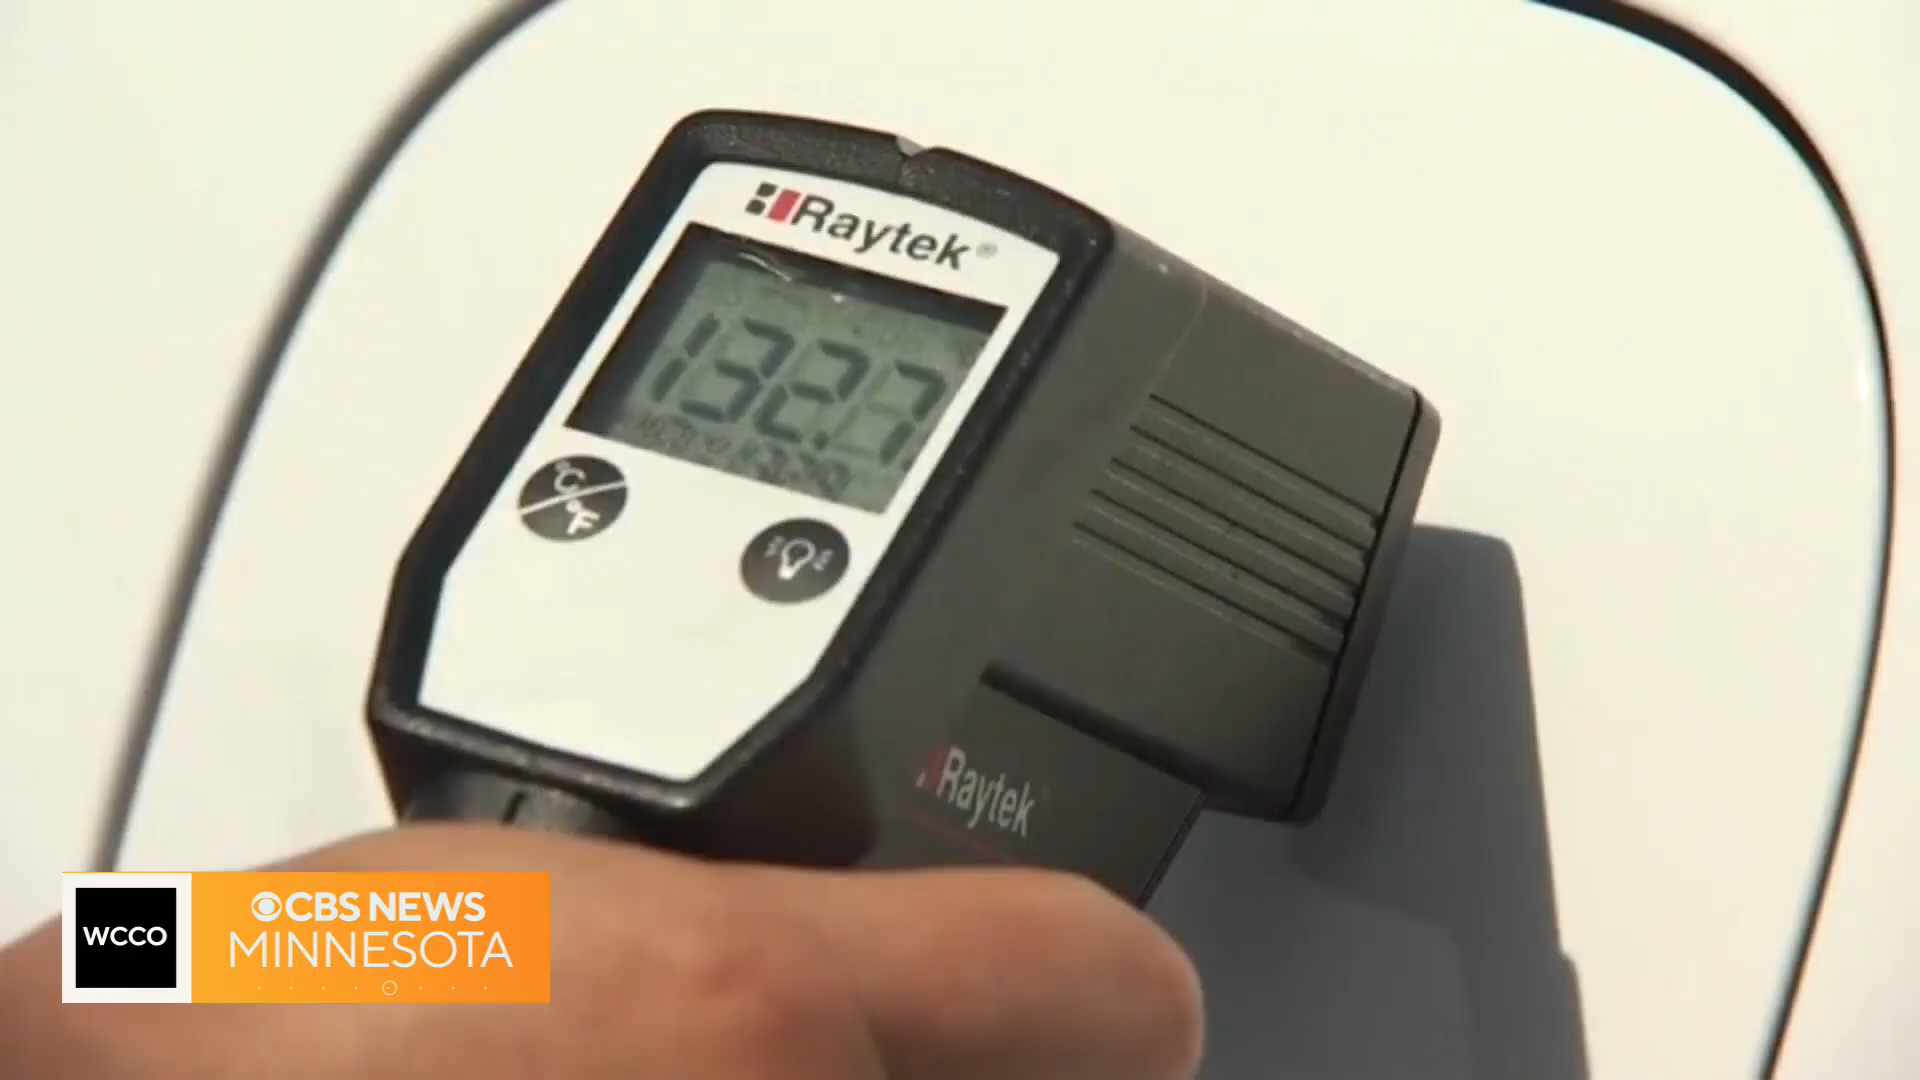 Raytek®
132.7
°C
°F
Raytek
WCCO
CBS NEWS
MINNESOTA